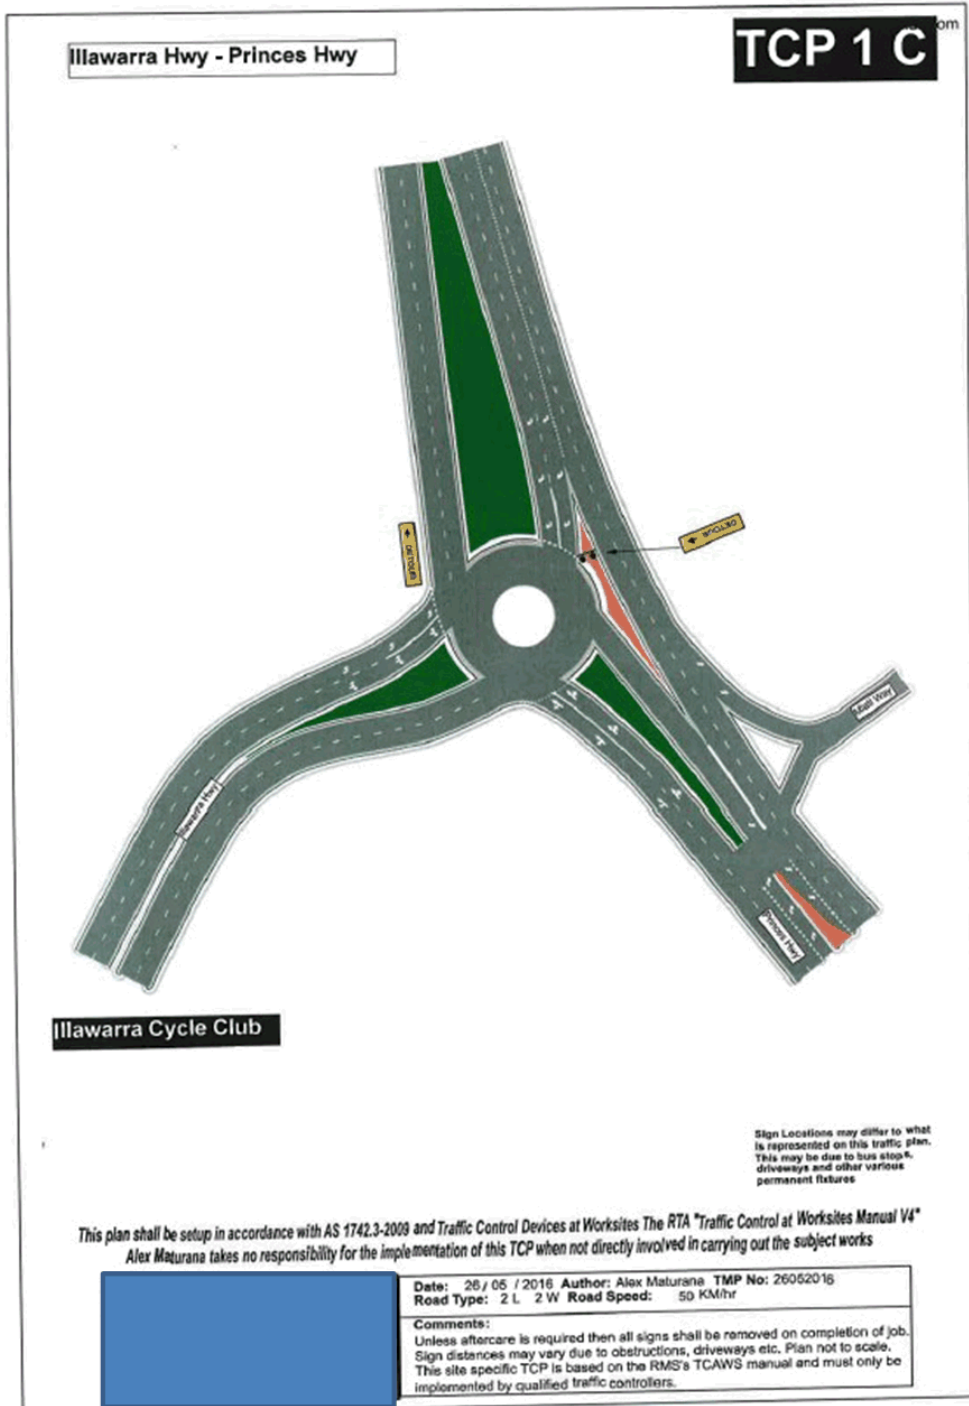 om
Illawarra Hwy - Princes Hwy
TCP 1 C
← DETOUR
← DETOUR
Way
Illawarra Hwy
Princes Hwy
Illawarra Cycle Club
Sign Locations may differ to what
is represented on this traffic plan.
This may be due to bus stops,
driveways and other various
permanent fixtures
This plan shall be setup in accordance with AS 1742.3-2009 and Traffic Control Devices at Worksites The RTA "Traffic Control at Worksites Manual V4"
Alex Maturana takes no responsibility for the implementation of this TCP when not directly involved in carrying out the subject works
Date: 26/ 05 / 2016 Author: Alex Maturana TMP No: 26052016
Road Type: 2 L 2 W Road Speed: 50 KM/hr
Comments:
Unless aftercare is required then all signs shall be removed on completion of job.
Sign distances may vary due to obstructions, driveways etc. Plan not to scale.
This site specific TCP is based on the RMS's TCAWS manual and must only be
implemented by qualified traffic controllers.